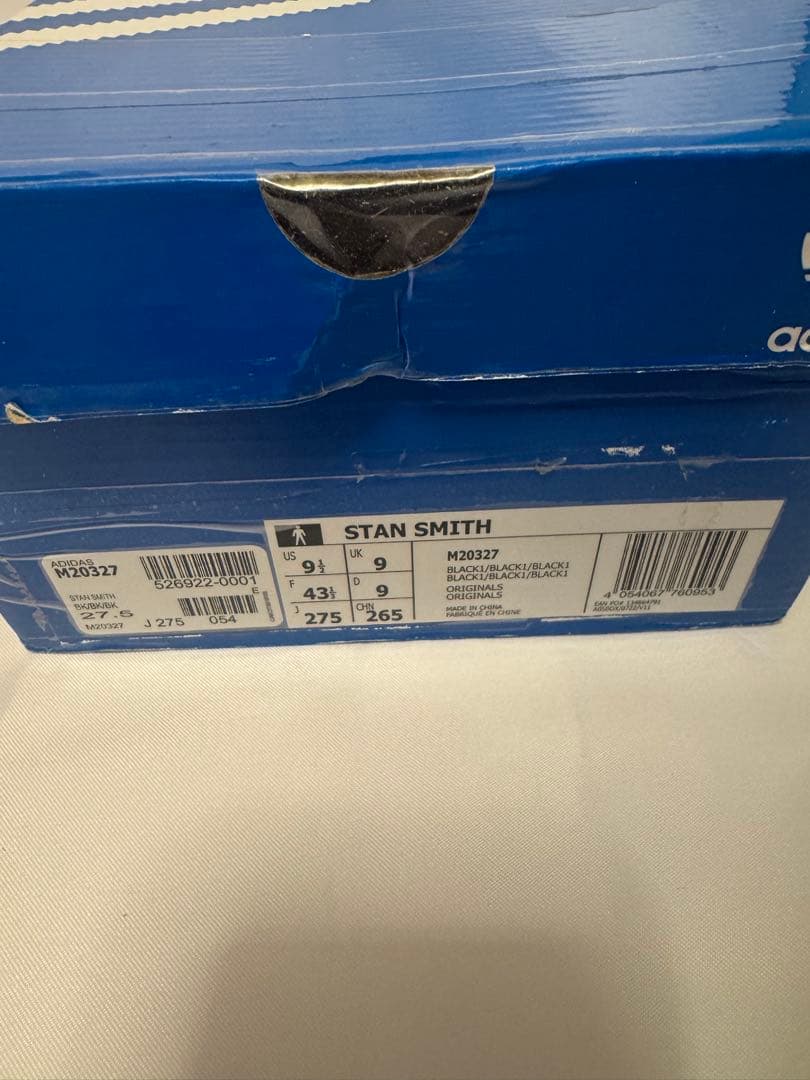 ADIDAS
M20327
526922-0001
E
STAN SMITH
BK/BK/BK
27.5
M20327
J 275
054
STAN SMITH
US 9½
UK 9
F 43⅓
D 9
J 275
CHN 265
M20327
BLACK1/BLACK1/BLACK1
BLACK1/BLACK1/BLACK1
ORIGINALS
ORIGINALS
MADE IN CHINA
FABRIQUÉ EN CHINE
4 054067 760953